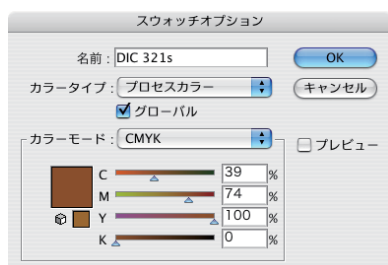 スウォッチオプション
名前 : DIC 321s
OK
カラータイプ : プロセスカラー
キャンセル
グローバル
カラーモード : CMYK
プレビュー
C 39 %
M 74 %
Y 100 %
K 0 %